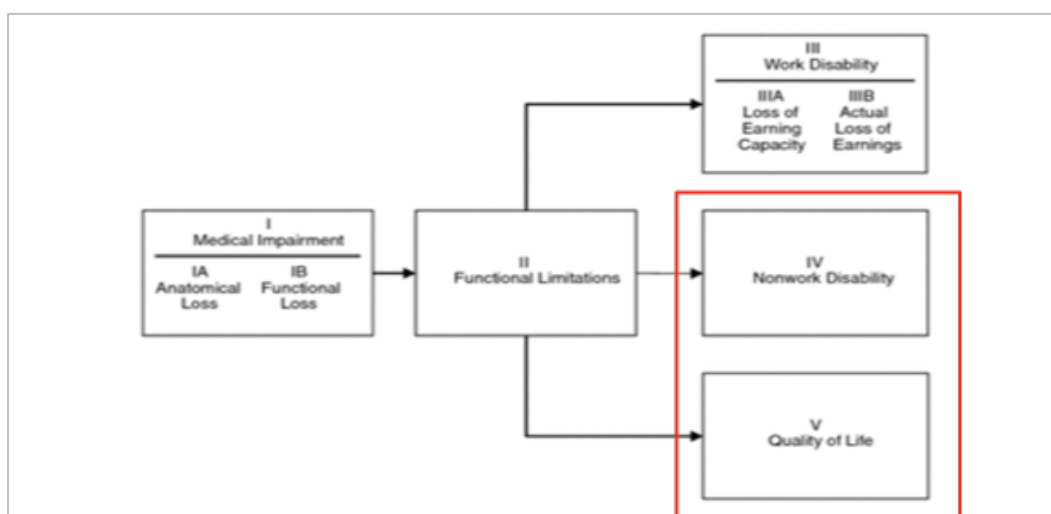 III
Work Disability
IIIA
Loss of
Earning
Capacity
IIIB
Actual
Loss of
Earnings
I
Medical Impairment
IA
Anatomical
Loss
IB
Functional
Loss
II
Functional Limitations
IV
Nonwork Disability
V
Quality of Life